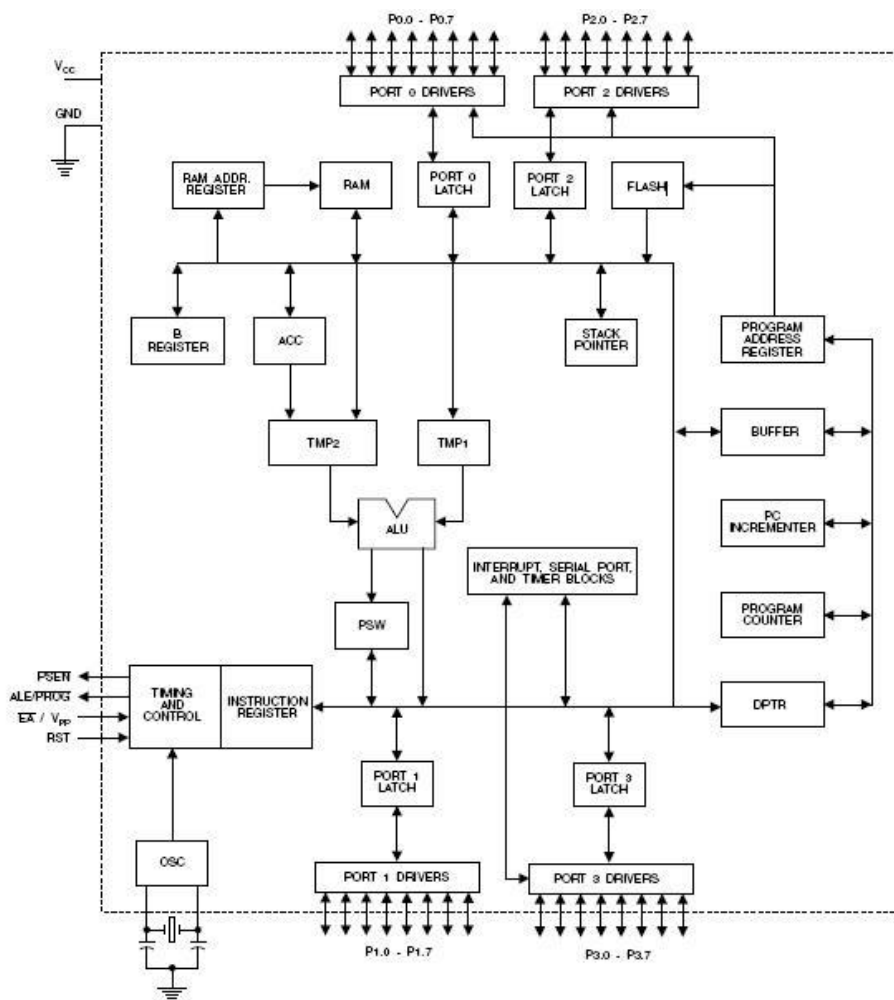 P0.0 - P0.7
P2.0 - P2.7
VCC
PORT 0 DRIVERS
PORT 2 DRIVERS
GND
RAM ADDR.
REGISTER
RAM
PORT 0
LATCH
PORT 2
LATCH
FLASH
B
REGISTER
ACC
STACK
POINTER
PROGRAM
ADDRESS
REGISTER
TMP2
TMP1
BUFFER
ALU
PC
INCREMENTER
INTERRUPT, SERIAL PORT,
AND TIMER BLOCKS
PSW
PROGRAM
COUNTER
PSEN
ALE/PROG
EA / VPP
RST
TIMING
AND
CONTROL
INSTRUCTION
REGISTER
DPTR
PORT 1
LATCH
PORT 3
LATCH
OSC
PORT 1 DRIVERS
PORT 3 DRIVERS
P1.0 - P1.7
P3.0 - P3.7